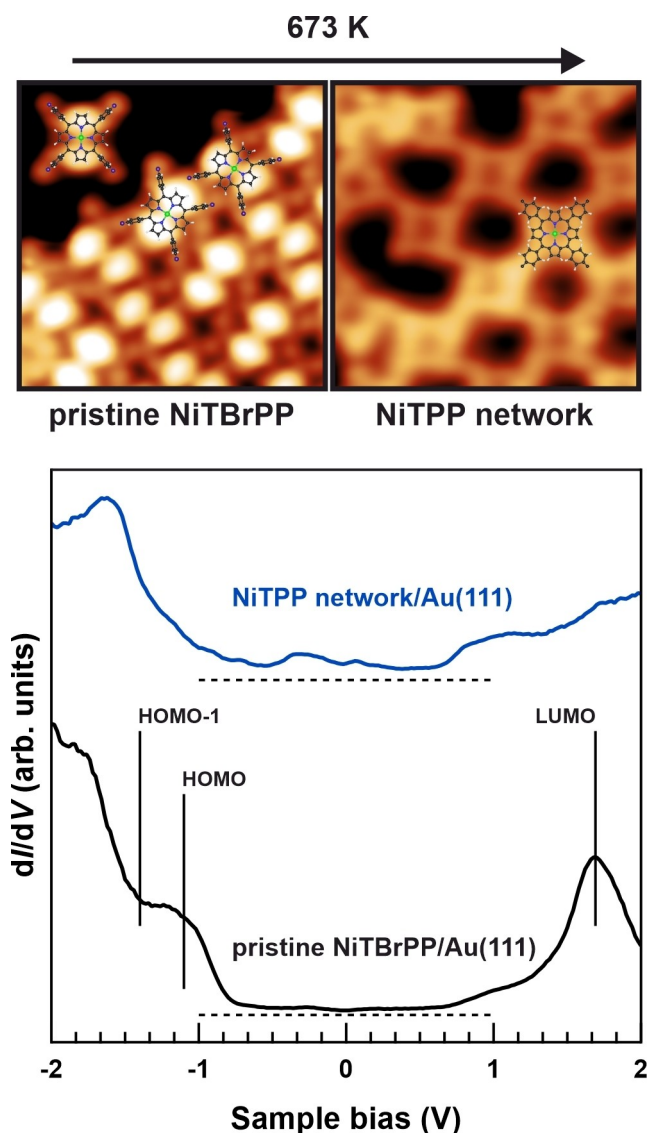 673 K
pristine NiTBrPP
NiTPP network
NiTPP network/Au(111)
HOMO-1
LUMO
HOMO
pristine NiTBrPP/Au(111)
dI/dV (arb. units)
-2
-1
0
1
2
Sample bias (V)